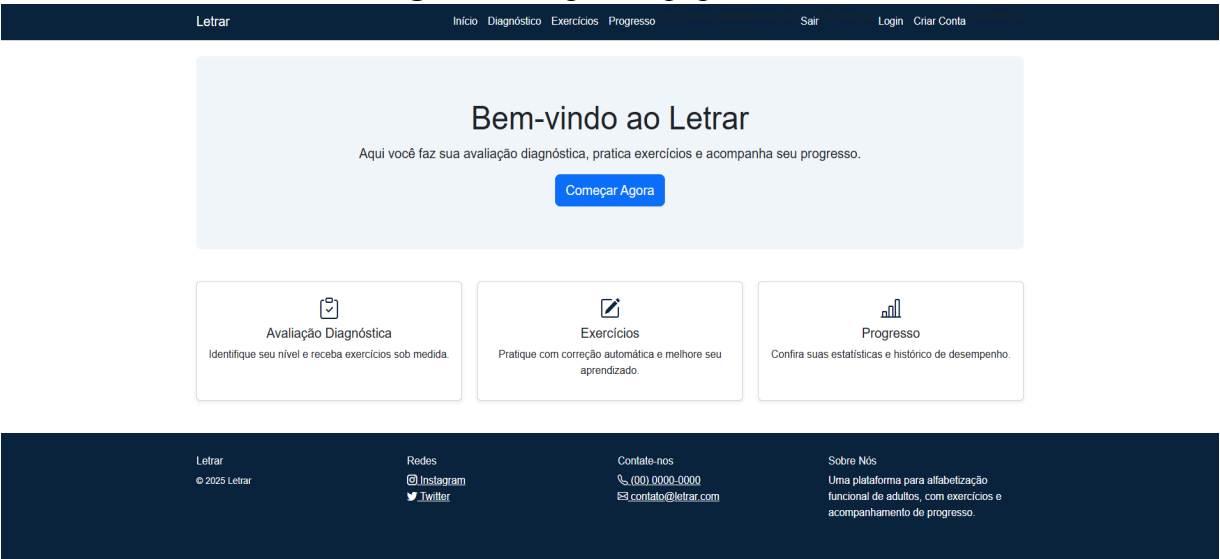 Letrar Início Diagnóstico Exercícios Progresso Sair Login Criar Conta
Bem-vindo ao Letrar
Aqui você faz sua avaliação diagnóstica, pratica exercícios e acompanha seu progresso.
Começar Agora
Avaliação Diagnóstica
Identifique seu nível e receba exercícios sob medida.
Exercícios
Pratique com correção automática e melhore seu
aprendizado.
Progresso
Confira suas estatísticas e histórico de desempenho.
Letrar
© 2025 Letrar
Redes
Instagram
Twitter
Contate-nos
(00) 0000-0000
contato@letrar.com
Sobre Nós
Uma plataforma para alfabetização
funcional de adultos, com exercícios e
acompanhamento de progresso.